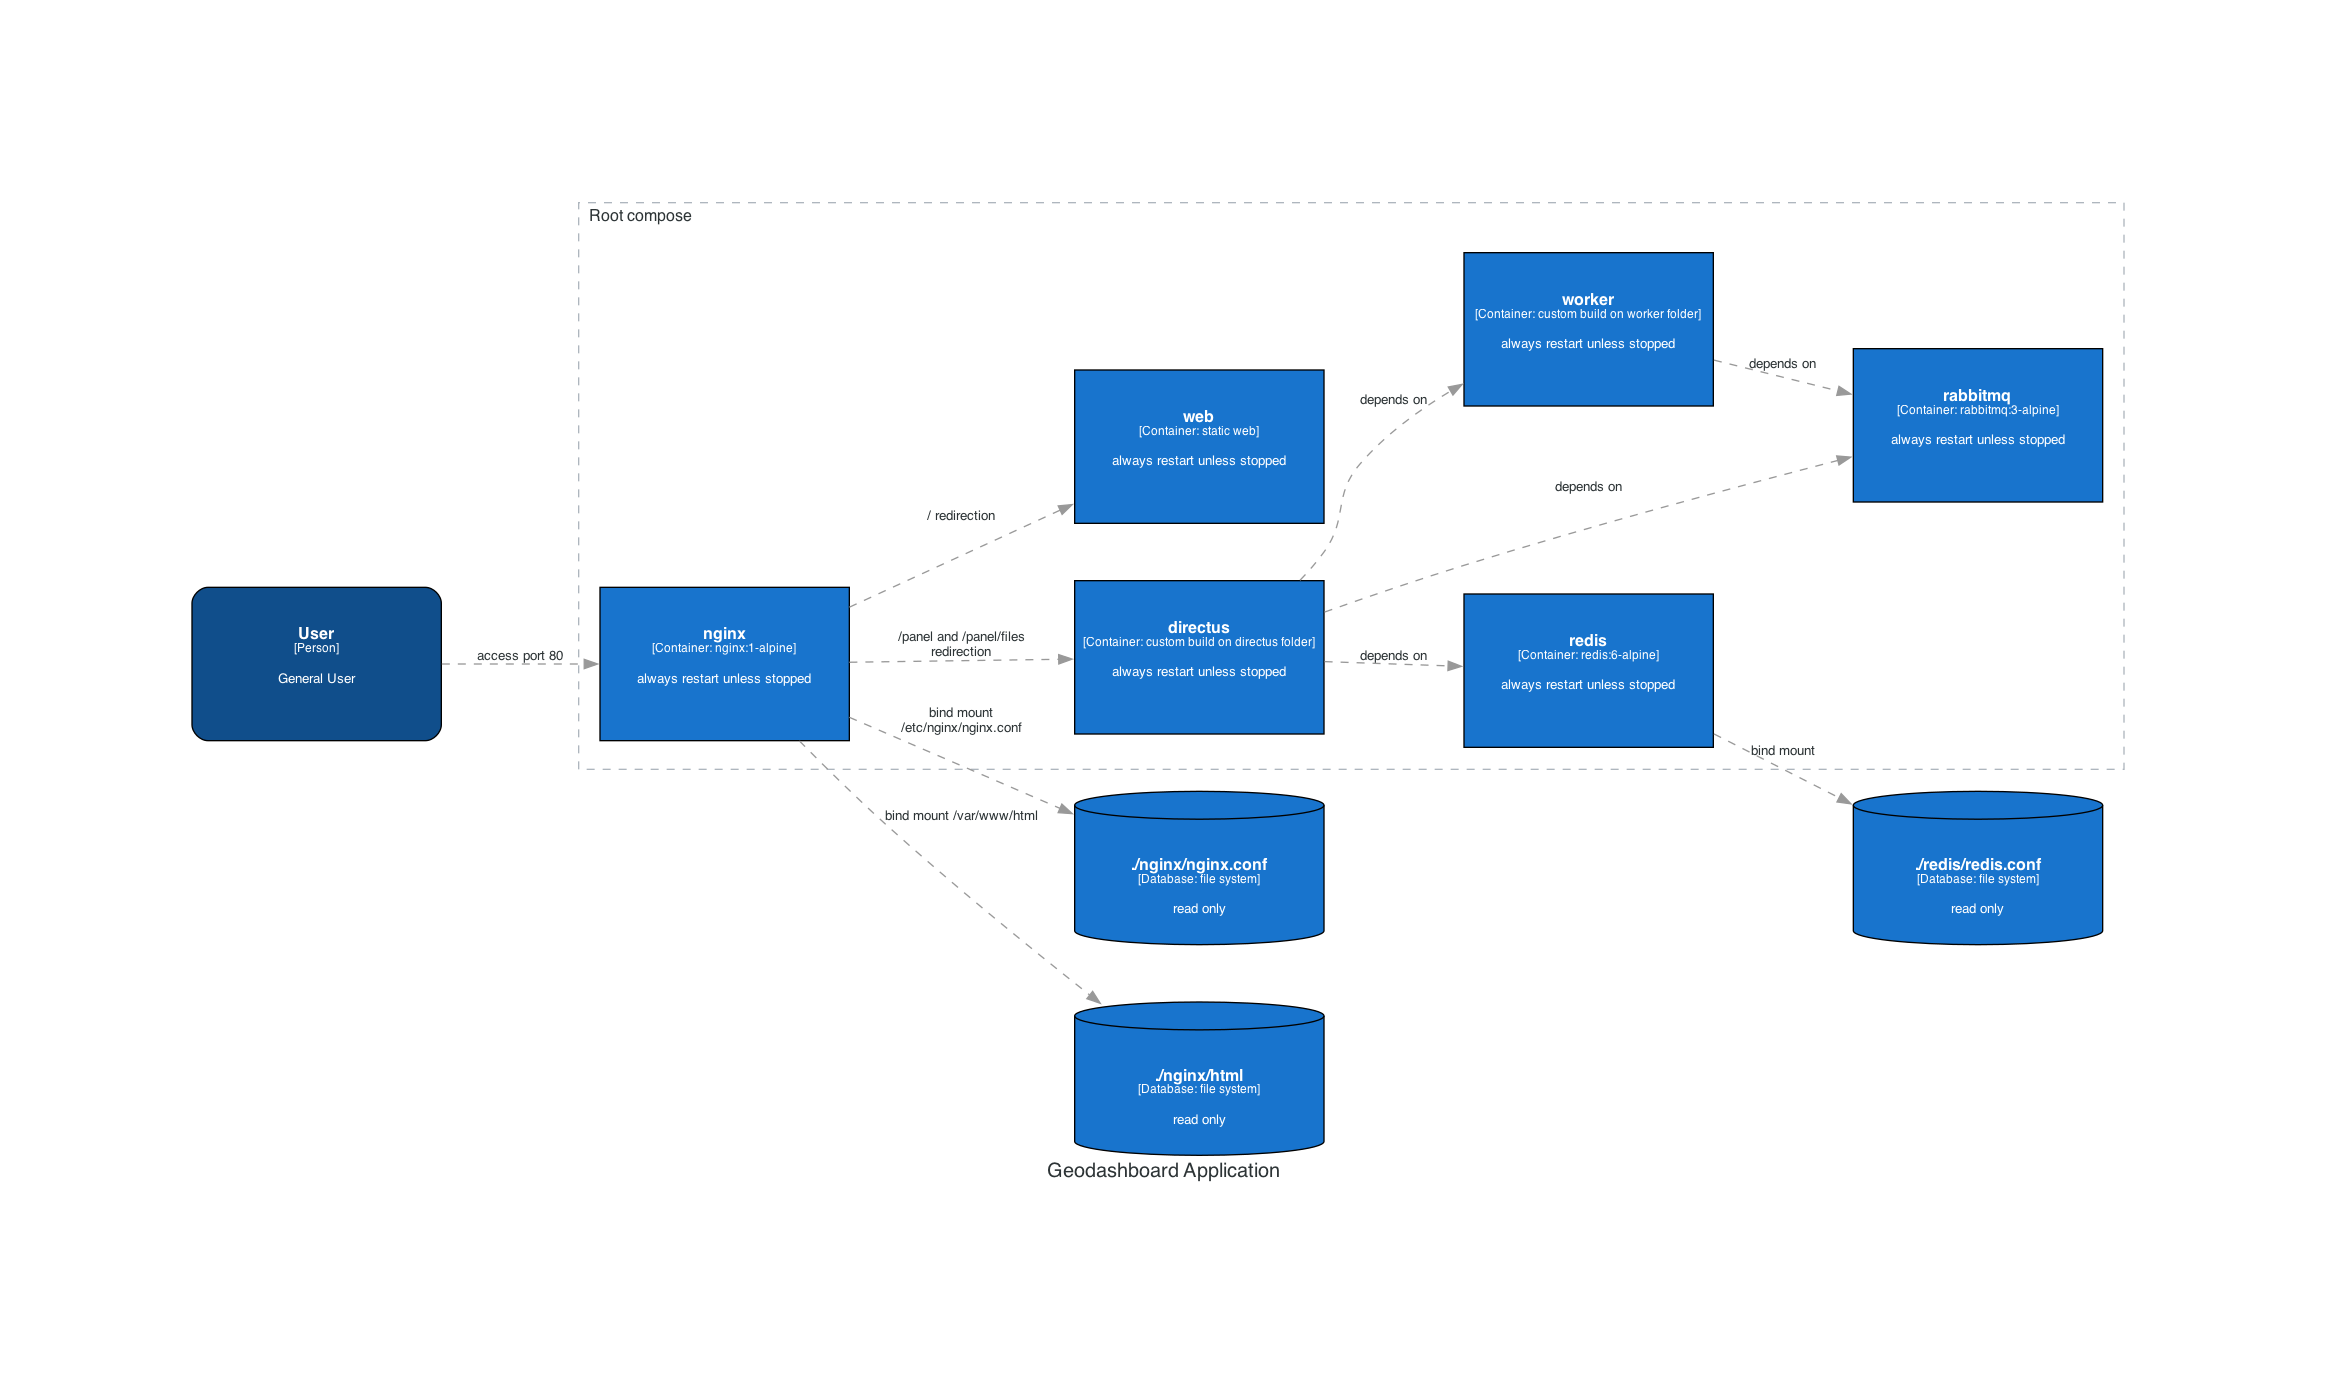 Root compose
worker
[Container: custom build on worker folder]
always restart unless stopped
depends on
rabbitmq
[Container: rabbitmq:3-alpine]
always restart unless stopped
web
[Container: static web]
always restart unless stopped
depends on
depends on
/ redirection
User
[Person]
General User
access port 80
nginx
[Container: nginx:1-alpine]
always restart unless stopped
/panel and /panel/files
redirection
directus
[Container: custom build on directus folder]
always restart unless stopped
depends on
redis
[Container: redis:6-alpine]
always restart unless stopped
bind mount
/etc/nginx/nginx.conf
bind mount
bind mount /var/www/html
./nginx/nginx.conf
[Database: file system]
read only
./redis/redis.conf
[Database: file system]
read only
./nginx/html
[Database: file system]
read only
Geodashboard Application